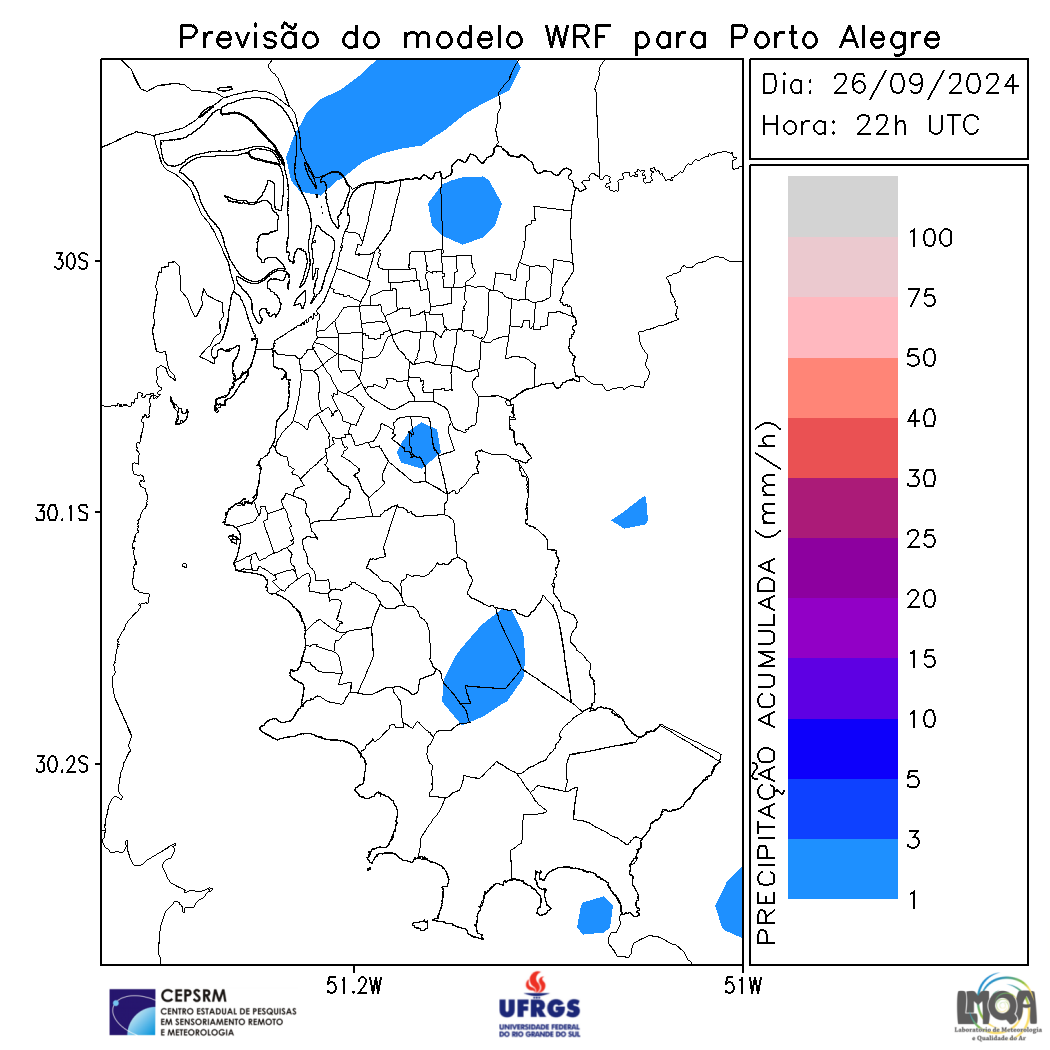 Previsão do modelo WRF para Porto Alegre
Dia: 26/09/2024
Hora: 22h UTC
30S
30.1S
30.2S
51.2W
51W
PRECIPITAÇÃO ACUMULADA (mm/h)
100
75
50
40
30
25
20
15
10
5
3
1
CEPSRM
CENTRO ESTADUAL DE PESQUISAS
EM SENSORIAMENTO REMOTO
E METEOROLOGIA
UFRGS
UNIVERSIDADE FEDERAL
DO RIO GRANDE DO SUL
LMQA
Laboratório de Meteorologia
e Qualidade do Ar